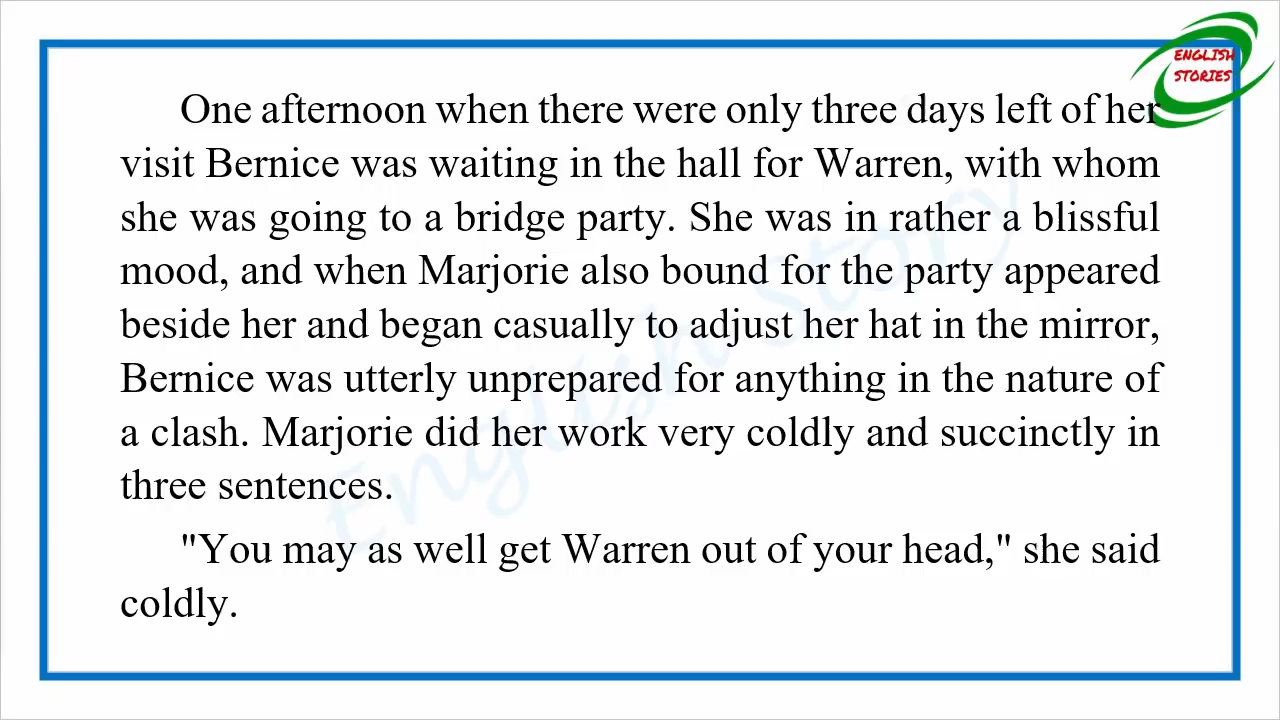 ENGLISH
STORIES
One afternoon when there were only three days left of her
visit Bernice was waiting in the hall for Warren, with whom
she was going to a bridge party. She was in rather a blissful
mood, and when Marjorie also bound for the party appeared
beside her and began casually to adjust her hat in the mirror,
Bernice was utterly unprepared for anything in the nature of
a clash. Marjorie did her work very coldly and succinctly in
three sentences.
"You may as well get Warren out of your head," she said
coldly.
English Story